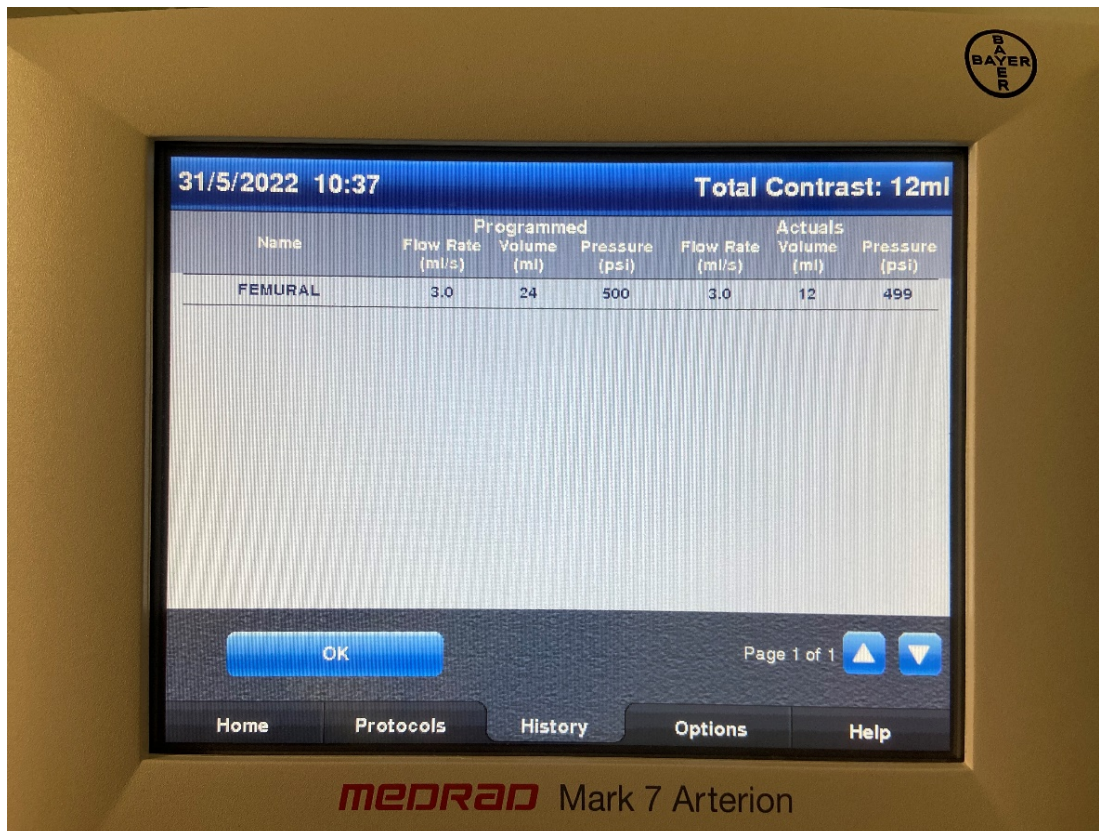 BAYER
BAYER
31/5/2022 10:37 Total Contrast: 12ml
Programmed Actuals
Name Flow Rate Volume Pressure Flow Rate Volume Pressure
(ml/s) (ml) (psi) (ml/s) (ml) (psi)
FEMURAL 3.0 24 500 3.0 12 499
OK Page 1 of 1
Home Protocols History Options Help
MEDRAD Mark 7 Arterion